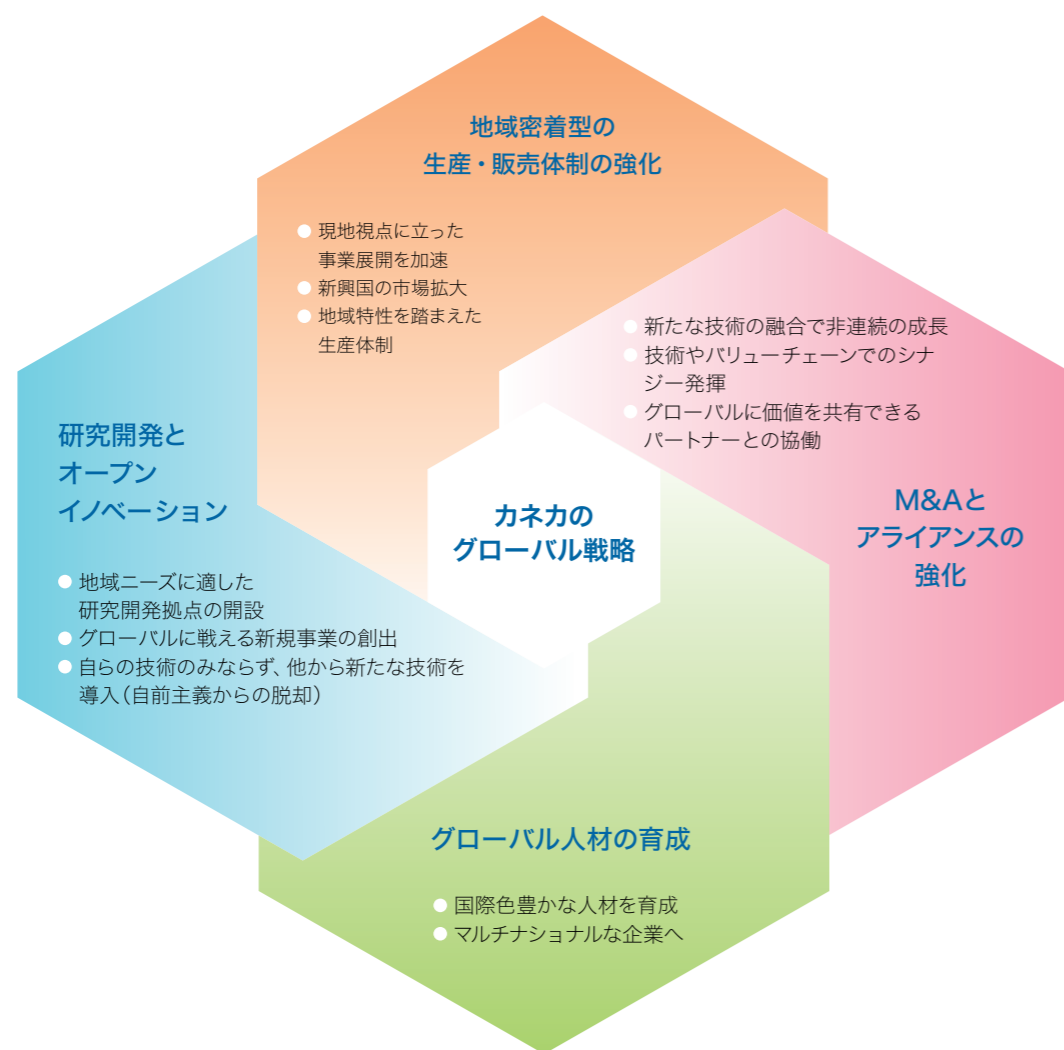 地域密着型の
生産・販売体制の強化
● 現地視点に立った
事業展開を加速
● 新興国の市場拡大
● 地域特性を踏まえた
生産体制
● 新たな技術の融合で非連続の成長
● 技術やバリューチェーンでのシナ
ジー発揮
● グローバルに価値を共有できる
パートナーとの協働
M&Aと
アライアンスの
強化
研究開発と
オープン
イノベーション
● 地域ニーズに適した
研究開発拠点の開設
● グローバルに戦える新規事業の創出
● 自らの技術のみならず、他から新たな技術を
導入(自前主義からの脱却)
カネカの
グローバル戦略
グローバル人材の育成
● 国際色豊かな人材を育成
● マルチナショナルな企業へ